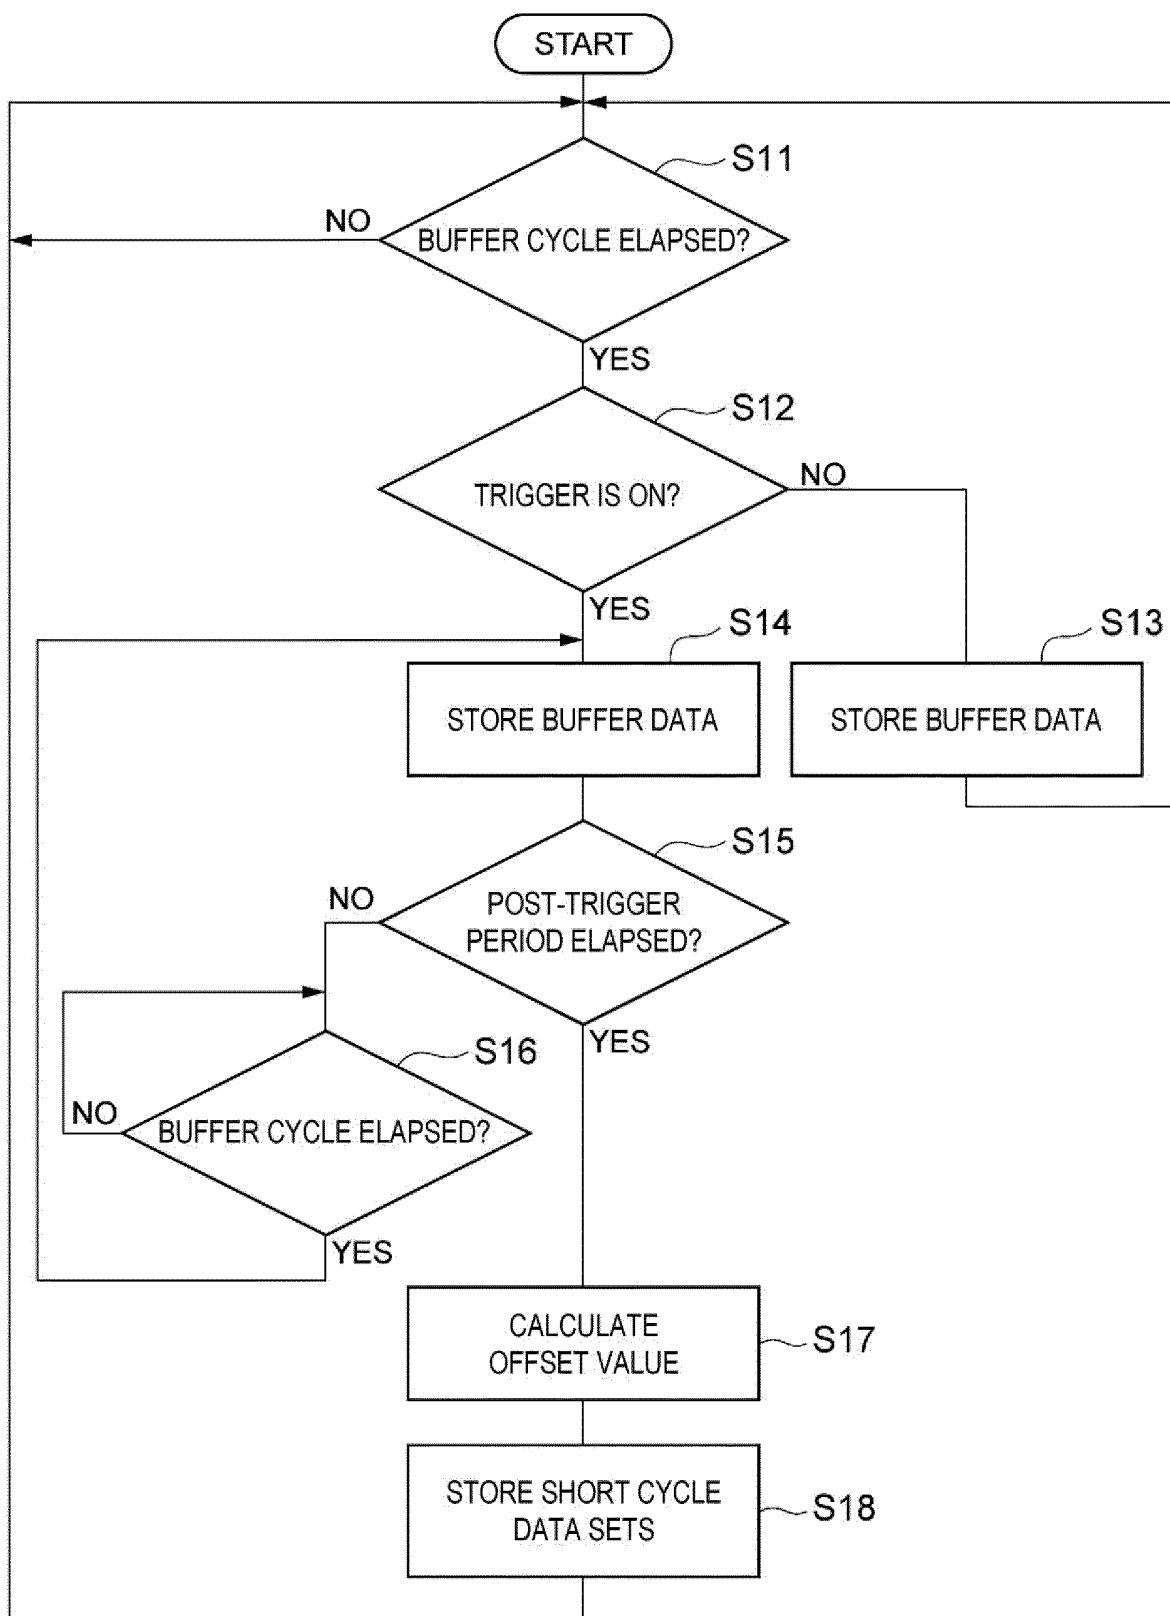 START
S11
NO
BUFFER CYCLE ELAPSED?
YES
S12
NO
TRIGGER IS ON?
YES
S14
S13
STORE BUFFER DATA
STORE BUFFER DATA
S15
NO
POST-TRIGGER
PERIOD ELAPSED?
YES
S16
NO
BUFFER CYCLE ELAPSED?
YES
CALCULATE
OFFSET VALUE
S17
STORE SHORT CYCLE
DATA SETS
S18